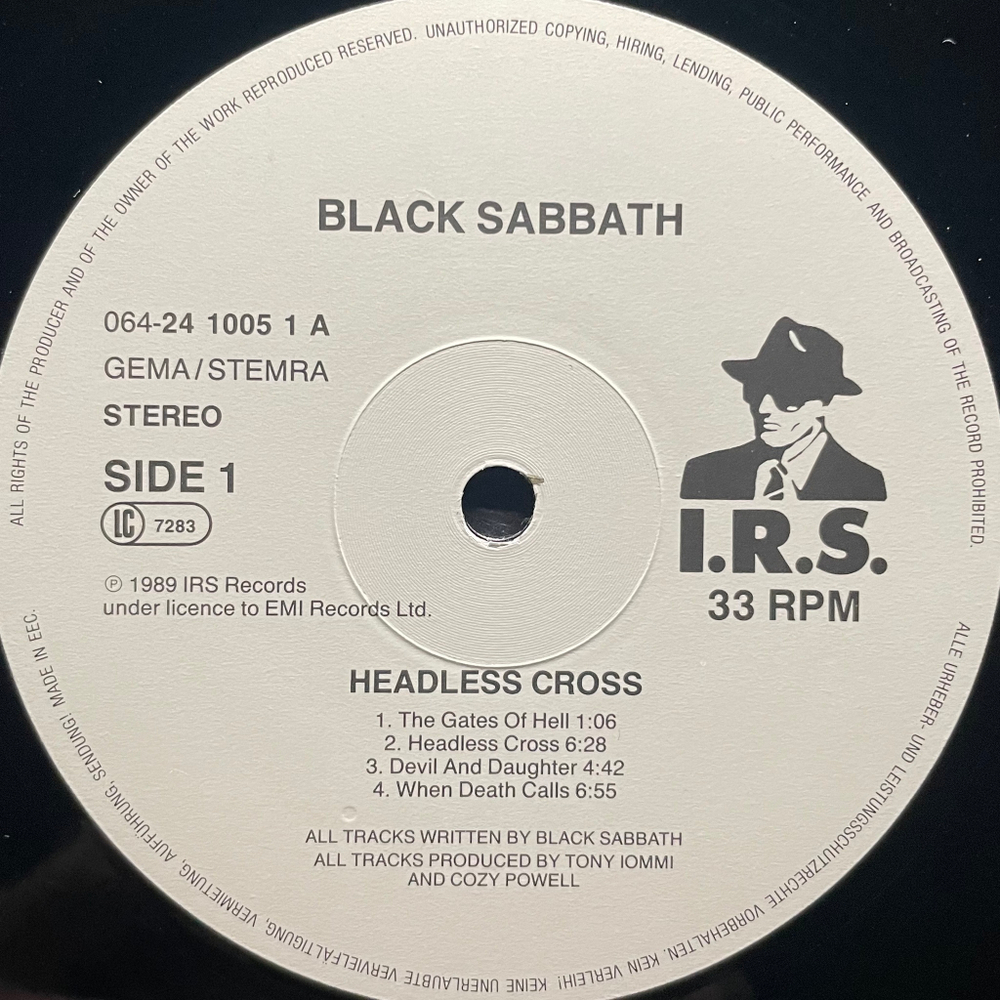 ALL RIGHTS OF THE PRODUCER AND OF THE OWNER OF THE WORK REPRODUCED RESERVED. UNAUTHORIZED COPYING, HIRING, LENDING, PUBLIC PERFORMANCE AND BROADCASTING OF THE RECORD PROHIBITED.
BLACK SABBATH
064-24 1005 1 A
GEMA/STEMRA
STEREO
SIDE 1
LC 7283
I.R.S.
33 RPM
℗ 1989 IRS Records
under licence to EMI Records Ltd.
HEADLESS CROSS
1. The Gates Of Hell 1:06
2. Headless Cross 6:28
3. Devil And Daughter 4:42
4. When Death Calls 6:55
ALL TRACKS WRITTEN BY BLACK SABBATH
ALL TRACKS PRODUCED BY TONY IOMMI
AND COZY POWELL
ALLE URHEBER- UND LEISTUNGSSCHUTZRECHTE VORBEHALTEN. KEIN VERLEIH! KEINE UNERLAUBTE VERVIELFÄLTIGUNG, VERMIETUNG, AUFFÜHRUNG, SENDUNG! MADE IN EEC.